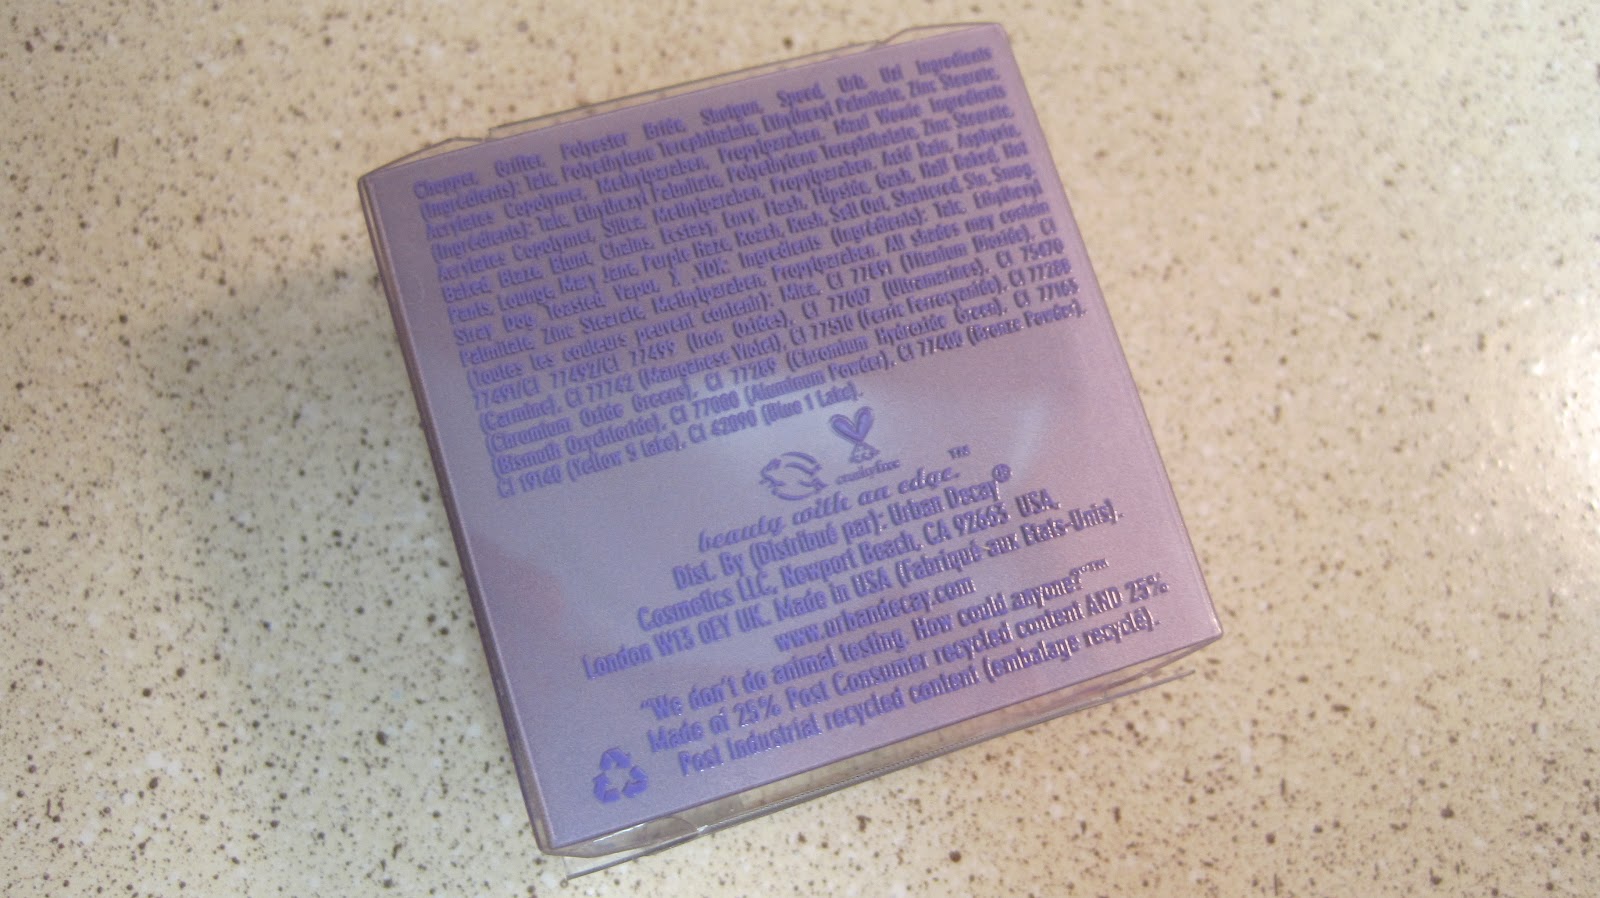 Chopper, Grifter, Polyester Bride, Shotgun, Speed, Urb, Uzi Ingredients
(Ingrédients): Talc, Polyethylene Terephthalate, Ethylhexyl Palmitate, Zinc Stearate,
Acrylates Copolymer, Methylparaben, Propylparaben. Maui Wowie Ingredients
(Ingrédients): Talc, Ethylhexyl Palmitate, Polyethylene Terephthalate, Zinc Stearate,
Acrylates Copolymer, Silica, Methylparaben, Propylparaben. Acid Rain, Asphyxia,
Baked, Blaze, Blunt, Chains, Ecstasy, Envy, Flash, Flipside, Gash, Half Baked, Hot
Pants, Lounge, Mary Jane, Purple Haze, Roach, Rush, Sell Out, Shattered, Sin, Smog,
Stray Dog, Toasted, Vapor, X, YDK: Ingredients (Ingrédients): Talc, Ethylhexyl
Palmitate, Zinc Stearate, Methylparaben, Propylparaben. All shades may contain
(Toutes les couleurs peuvent contenir): Mica, CI 77891 (Titanium Dioxide), CI
77491/CI 77492/CI 77499 (Iron Oxides), CI 77007 (Ultramarines), CI 75470
(Carmine), CI 77742 (Manganese Violet), CI 77510 (Ferric Ferrocyanide), CI 77288
(Chromium Oxide Greens), CI 77289 (Chromium Hydroxide Green), CI 77163
(Bismuth Oxychloride), CI 77000 (Aluminum Powder), CI 77400 (Bronze Powder),
CI 19140 (Yellow 5 lake), CI 42090 (Blue 1 Lake).
cruelty free
beauty with an edge.™
Dist. By (Distribué par): Urban Decay®
Cosmetics LLC, Newport Beach, CA 92663 USA,
London W13 0EY UK. Made in USA (Fabriqué aux Etats-Unis).
www.urbandecay.com
"We don't do animal testing. How could anyone?"™
Made of 25% Post Consumer recycled content AND 25%
Post Industrial recycled content (embalage recyclé).